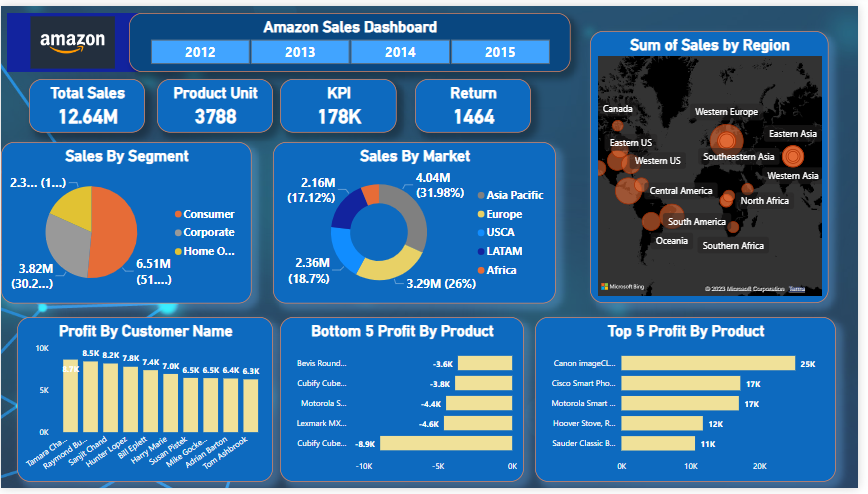 amazon
Amazon Sales Dashboard
2012 2013 2014 2015
Total Sales
12.64M
Product Unit
3788
KPI
178K
Return
1464
Sum of Sales by Region
Canada
Western Europe
Eastern Asia
Eastern US
Southeastern Asia
Western US
Western Asia
Central America
North Africa
South America
Oceania
Southern Africa
Microsoft Bing
© 2023 Microsoft Corporation Terms
Sales By Segment
2.3... (1...)
3.82M
(30.2...)
6.51M
(51....)
Consumer
Corporate
Home O...
Sales By Market
2.16M
(17.12%)
4.04M
(31.98%)
2.36M
(18.7%)
3.29M (26%)
Asia Pacific
Europe
USCA
LATAM
Africa
Profit By Customer Name
10K
5K
0K
8.7K
8.5K
8.2K
7.8K
7.4K
7.0K
6.5K
6.5K
6.4K
6.3K
Tamara Cha...
Raymond Bu...
Sanjit Chand
Hunter Lopez
Bill Eplett
Harry Marie
Susan Pistek
Mike Gocke...
Adrian Barton
Tom Ashbrook
Bottom 5 Profit By Product
Bevis Round... -3.6K
Cubify Cube... -3.8K
Motorola S... -4.4K
Lexmark MX... -4.6K
Cubify Cube... -8.9K
-10K -5K 0K
Top 5 Profit By Product
Canon imageCL... 25K
Cisco Smart Pho... 17K
Motorola Smart ... 17K
Hoover Stove, R... 12K
Sauder Classic B... 11K
0K 10K 20K